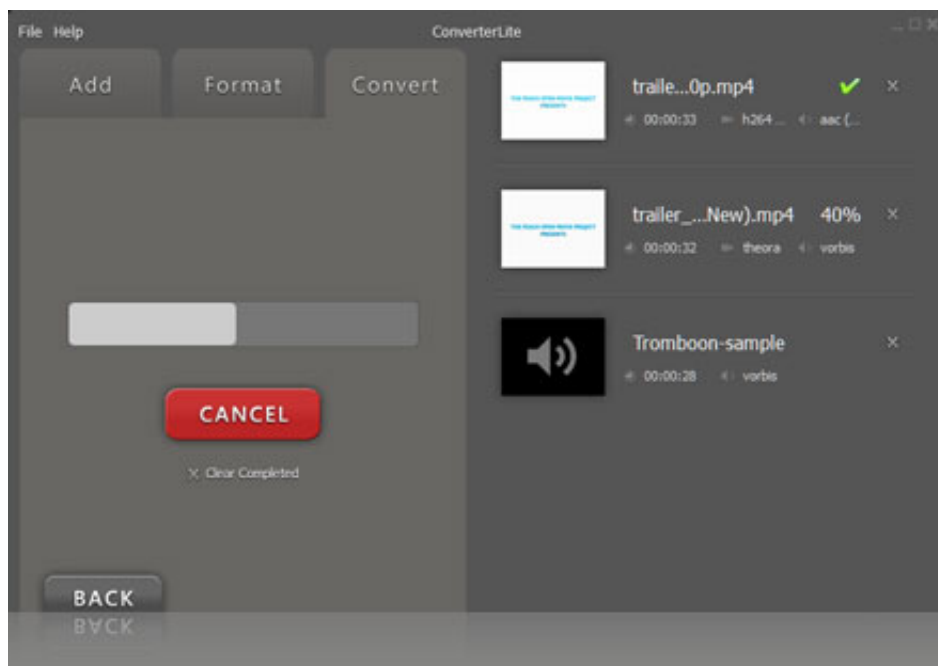 File Help
ConverterLite
Add
Format
Convert
CANCEL
Clear Completed
BACK
traile...0p.mp4
00:00:33 h264 ... aac (...
trailer_...New).mp4 40%
00:00:32 theora vorbis
Tromboon-sample
00:00:28 vorbis